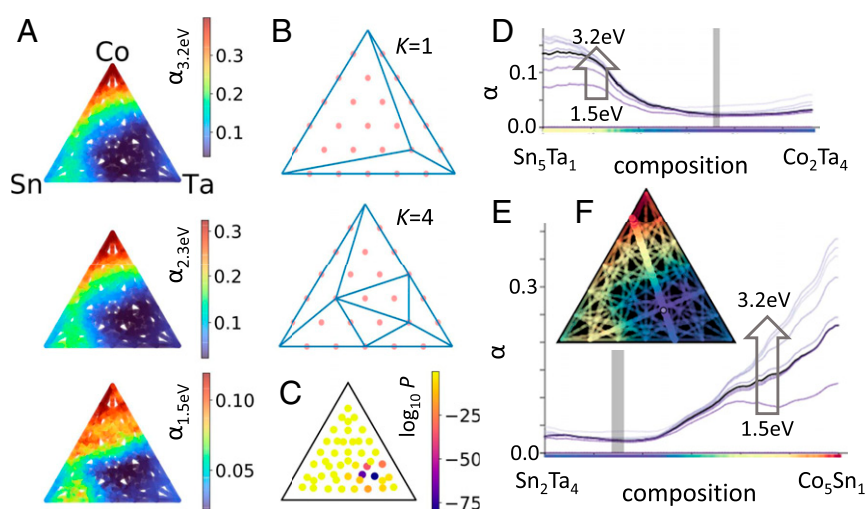 A
Co
Sn
Ta
α3.2eV
0.3
0.2
0.1
α2.3eV
0.3
0.2
0.1
α1.5eV
0.10
0.05
B
K=1
K=4
C
log10 P
−25
−50
−75
D
3.2eV
1.5eV
α
0.1
0.0
Sn5Ta1
composition
Co2Ta4
E
F
3.2eV
1.5eV
α
0.3
0.0
Sn2Ta4
composition
Co5Sn1